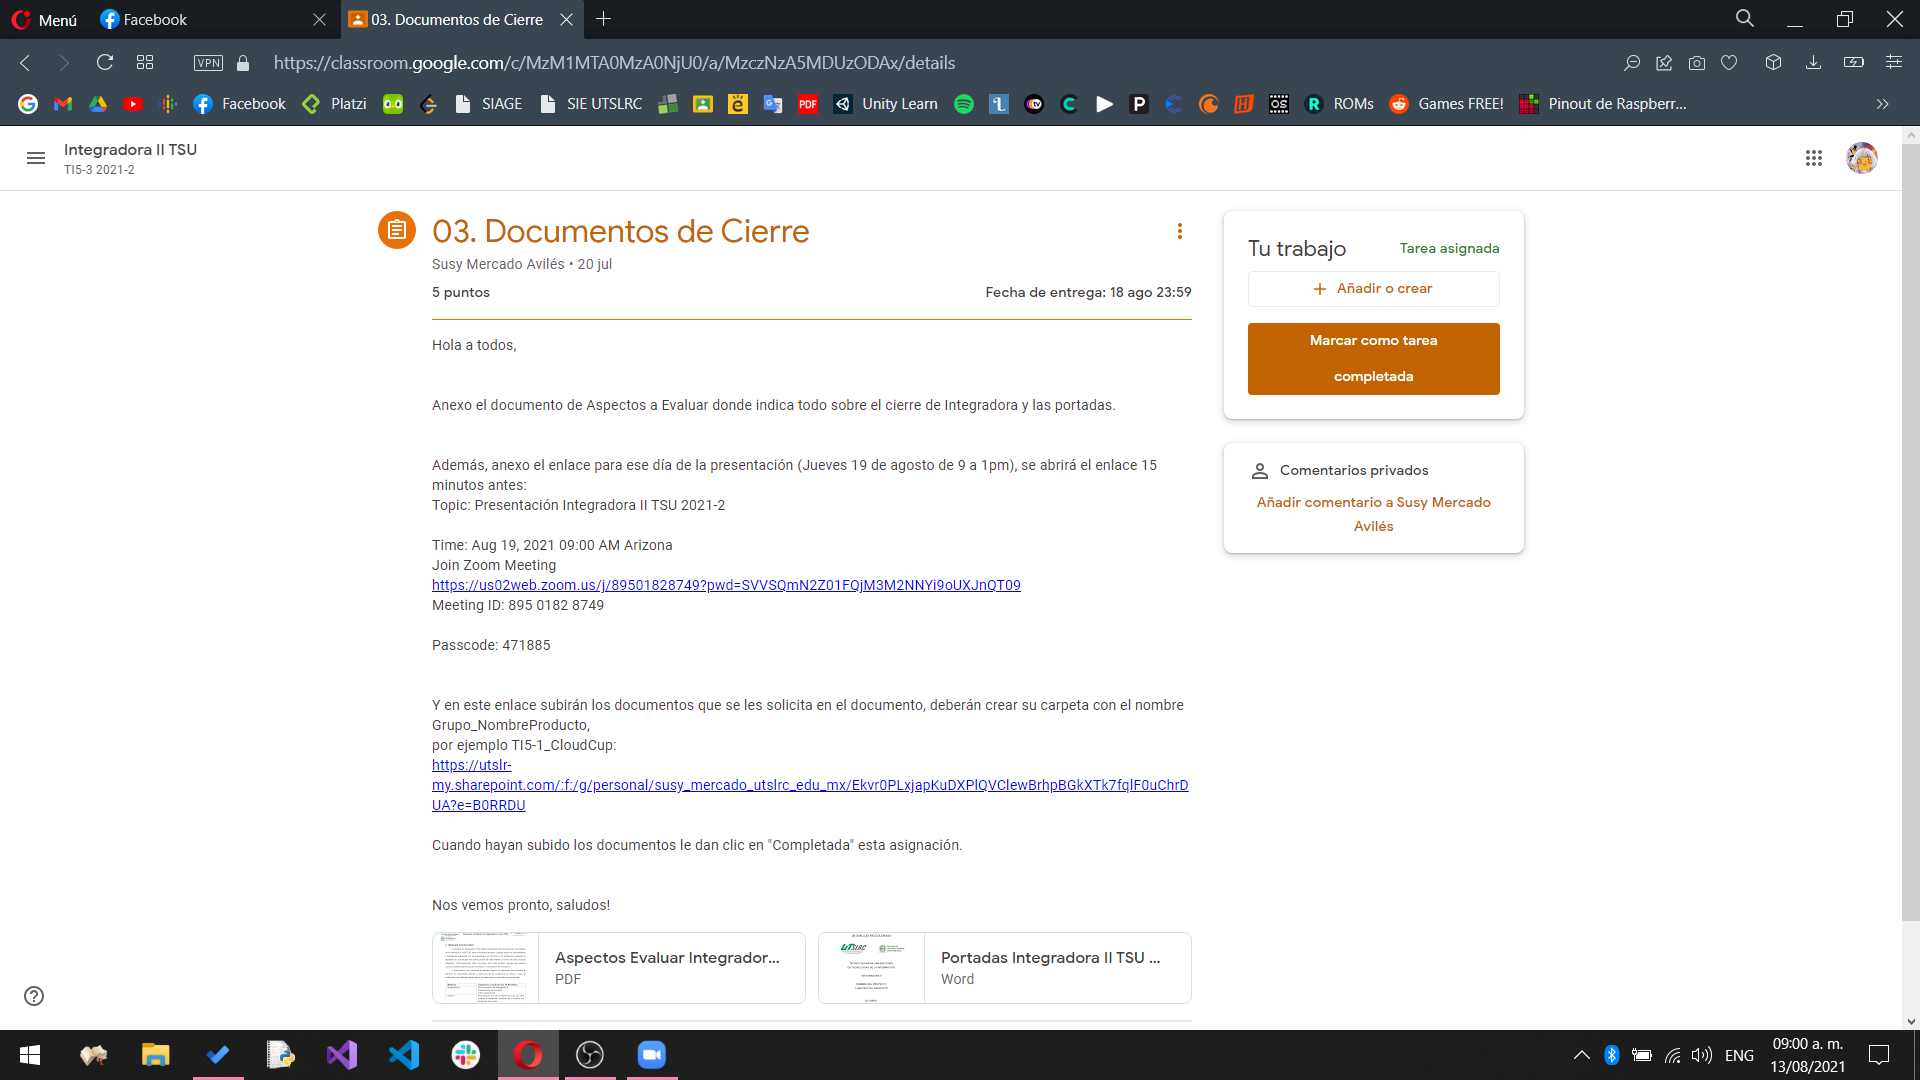 Menú
Facebook
03. Documentos de Cierre
VPN
https://classroom.google.com/c/MzM1MTA0MzA0NjU0/a/MzczNzA5MDUzODAx/details
Facebook
Platzi
SIAGE
SIE UTSLRC
PDF
Unity Learn
ROMs
Games FREE!
Pinout de Raspberr...
Integradora II TSU
TI5-3 2021-2
03. Documentos de Cierre
Susy Mercado Avilés • 20 jul
5 puntos
Fecha de entrega: 18 ago 23:59
Hola a todos,
Anexo el documento de Aspectos a Evaluar donde indica todo sobre el cierre de Integradora y las portadas.
Además, anexo el enlace para ese día de la presentación (Jueves 19 de agosto de 9 a 1pm), se abrirá el enlace 15
minutos antes:
Topic: Presentación Integradora II TSU 2021-2
Time: Aug 19, 2021 09:00 AM Arizona
Join Zoom Meeting
https://us02web.zoom.us/j/89501828749?pwd=SVVSQmN2Z01FQjM3M2NNYi9oUXJnQT09
Meeting ID: 895 0182 8749
Passcode: 471885
Y en este enlace subirán los documentos que se les solicita en el documento, deberán crear su carpeta con el nombre
Grupo_NombreProducto,
por ejemplo TI5-1_CloudCup:
https://utslr-
my.sharepoint.com/:f:/g/personal/susy_mercado_utslrc_edu_mx/Ekvr0PLxjapKuDXPlQVClewBrhpBGkXTk7fqlF0uChrD
UA?e=B0RRDU
Cuando hayan subido los documentos le dan clic en "Completada" esta asignación.
Nos vemos pronto, saludos!
Aspectos Evaluar Integrador...
PDF
UTSLRC
Portadas Integradora II TSU ...
Word
Tu trabajo
Tarea asignada
Añadir o crear
Marcar como tarea
completada
Comentarios privados
Añadir comentario a Susy Mercado
Avilés
ENG
09:00 a. m.
13/08/2021